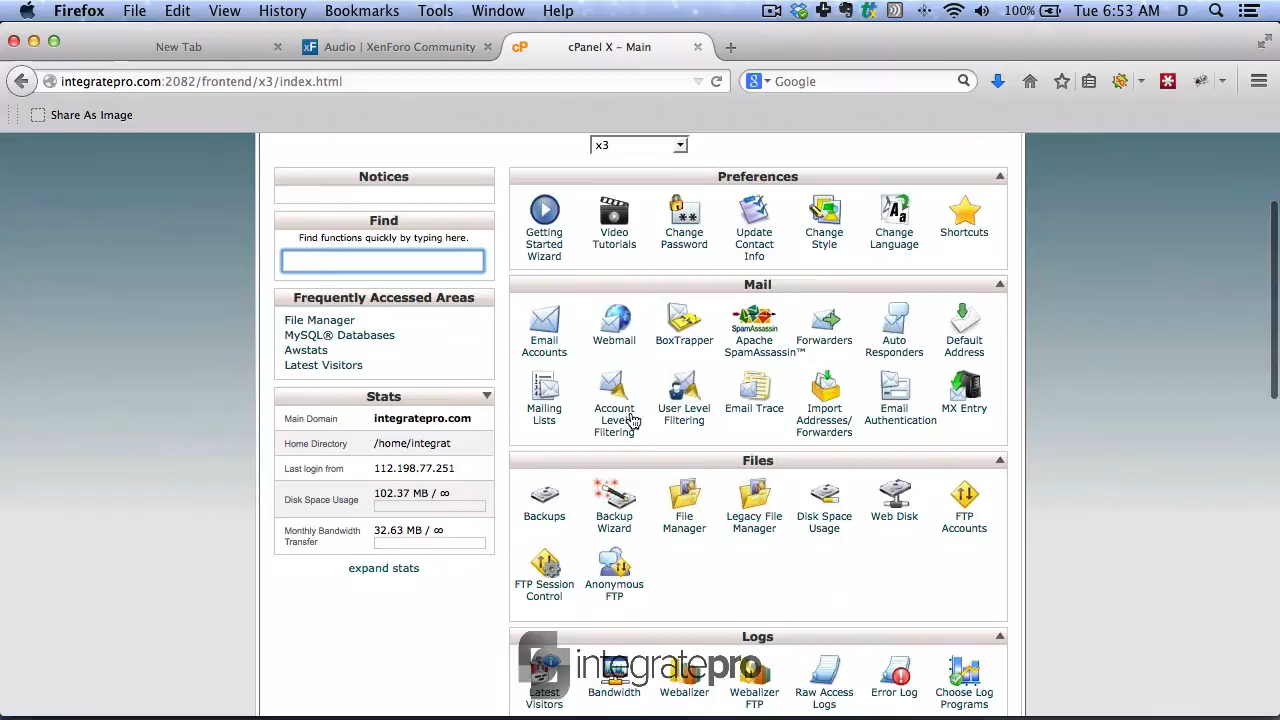 Firefox File Edit View History Bookmarks Tools Window Help 100% Tue 6:53 AM D
New Tab
xF Audio | XenForo Community
cP cPanel X – Main
integratepro.com:2082/frontend/x3/index.html
Google
Share As Image
x3
Notices
Find
Find functions quickly by typing here.
Frequently Accessed Areas
File Manager
MySQL® Databases
Awstats
Latest Visitors
Stats
Main Domain integratepro.com
Home Directory /home/integrat
Last login from 112.198.77.251
Disk Space Usage 102.37 MB / ∞
Monthly Bandwidth
Transfer
32.63 MB / ∞
expand stats
Preferences
Getting
Started
Wizard
Video
Tutorials
Change
Password
Update
Contact
Info
Change
Style
Change
Language
Shortcuts
Mail
Email
Accounts
Webmail
BoxTrapper
Apache
SpamAssassin™
Forwarders
Auto
Responders
Default
Address
Mailing
Lists
Account
Level
Filtering
User Level
Filtering
Email Trace
Import
Addresses/
Forwarders
Email
Authentication
MX Entry
Files
Backups
Backup
Wizard
File
Manager
Legacy File
Manager
Disk Space
Usage
Web Disk
FTP
Accounts
FTP Session
Control
Anonymous
FTP
Logs
Latest
Visitors
Bandwidth
Webalizer
Webalizer
FTP
Raw Access
Logs
Error Log
Choose Log
Programs
integratepro